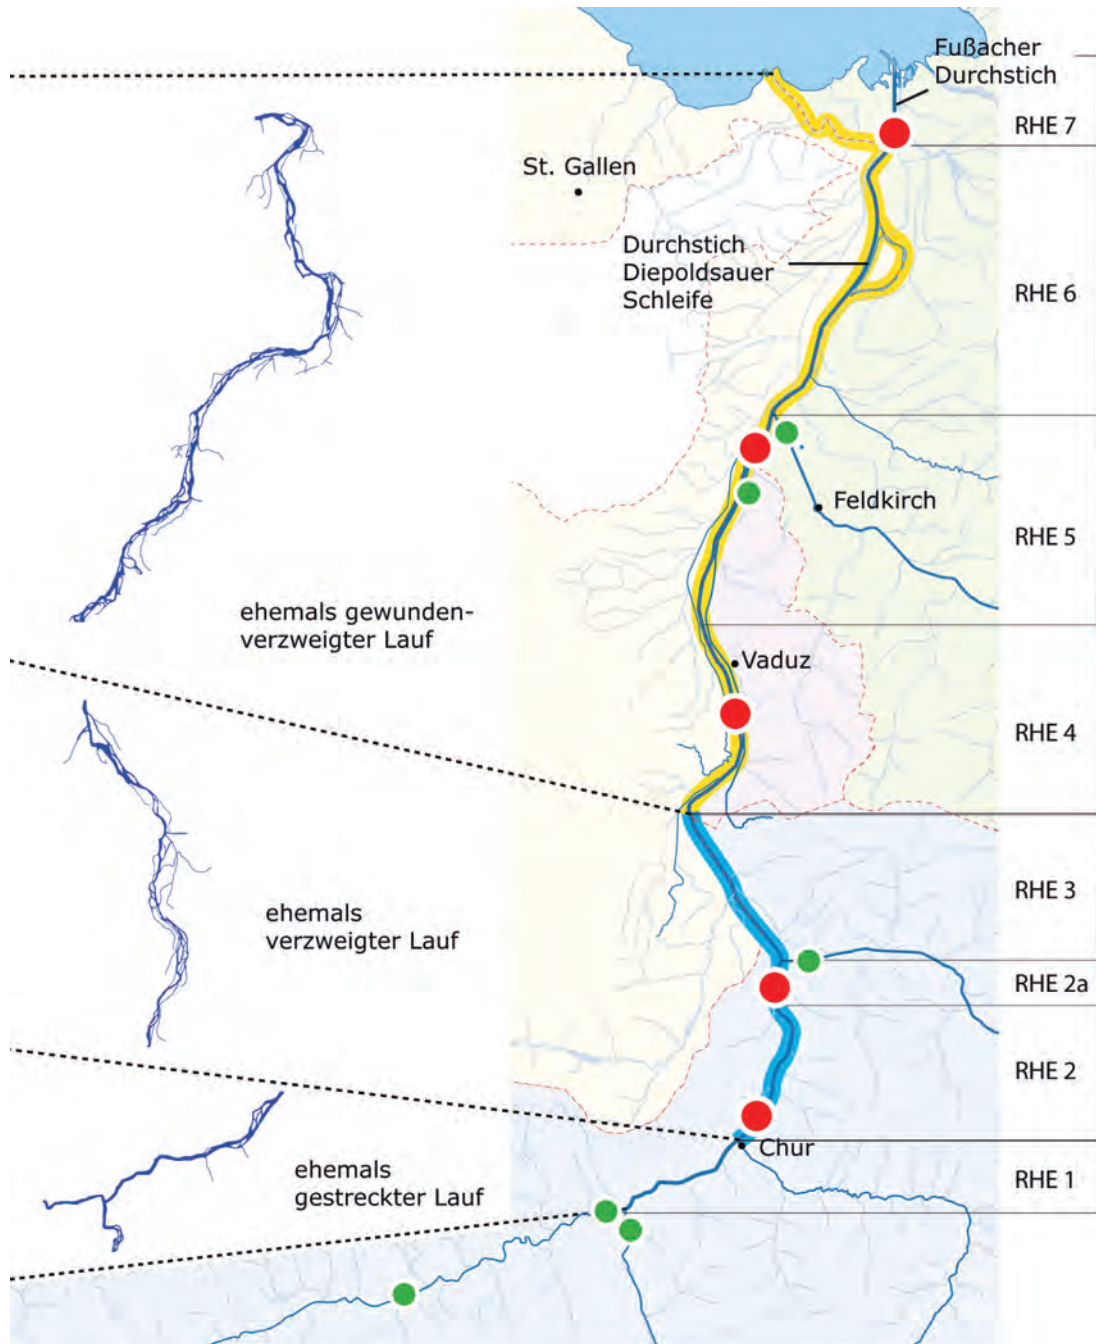 Fußacher
Durchstich
RHE 7
St. Gallen
Durchstich
Diepoldsauer
Schleife
RHE 6
Feldkirch
RHE 5
ehemals gewunden-
verzweigter Lauf
Vaduz
RHE 4
RHE 3
ehemals
verzweigter Lauf
RHE 2a
RHE 2
Chur
ehemals
gestreckter Lauf
RHE 1